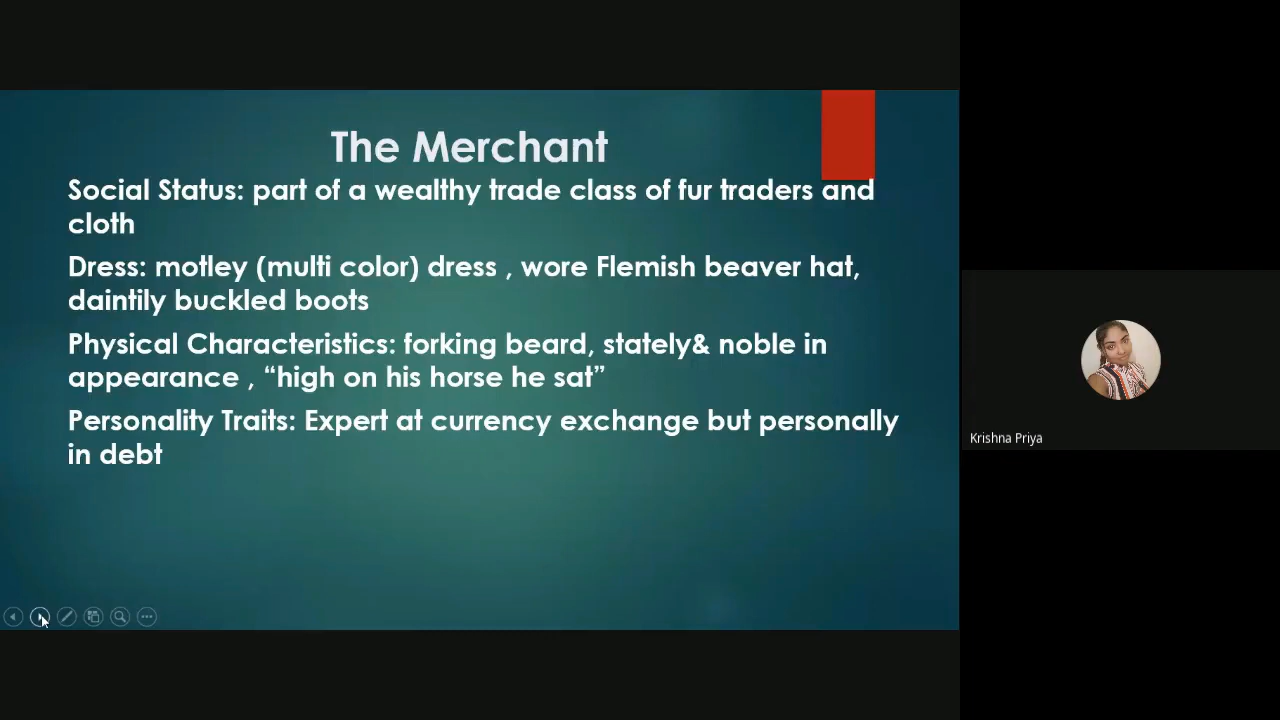 The Merchant
Social Status: part of a wealthy trade class of fur traders and
cloth
Dress: motley (multi color) dress , wore Flemish beaver hat,
daintily buckled boots
Physical Characteristics: forking beard, stately& noble in
appearance , “high on his horse he sat”
Personality Traits: Expert at currency exchange but personally
in debt
Krishna Priya